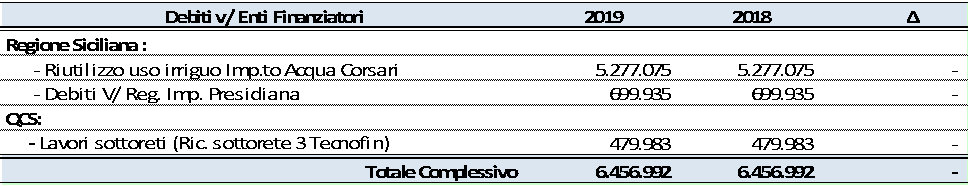 Debiti v/ Enti Finanziatori 2019 2018 Δ
Regione Siciliana :
- Riutilizzo uso irriguo Imp.to Acqua Corsari 5.277.075 5.277.075 -
- Debiti V/ Reg. Imp. Presidiana 699.935 699.935 -
QCS:
- Lavori sottoreti (Ric. sottorete 3 Tecnofin) 479.983 479.983 -
Totale Complessivo 6.456.992 6.456.992 -